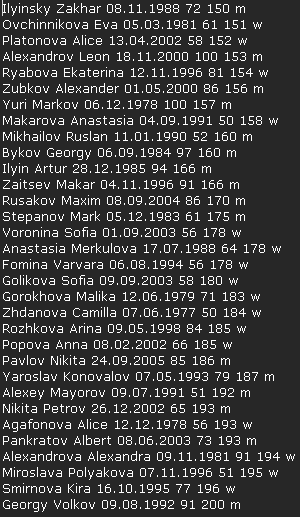 Ilyinsky Zakhar 08.11.1988 72 150 m
Ovchinnikova Eva 05.03.1981 61 151 w
Platonova Alice 13.04.2002 58 152 w
Alexandrov Leon 18.11.2000 100 153 m
Ryabova Ekaterina 12.11.1996 81 154 w
Zubkov Alexander 01.05.2000 86 156 m
Yuri Markov 06.12.1978 100 157 m
Makarova Anastasia 04.09.1991 50 158 w
Mikhailov Ruslan 11.01.1990 52 160 m
Bykov Georgy 06.09.1984 97 160 m
Ilyin Artur 28.12.1985 94 166 m
Zaitsev Makar 04.11.1996 91 166 m
Rusakov Maxim 08.09.2004 86 170 m
Stepanov Mark 05.12.1983 61 175 m
Voronina Sofia 01.09.2003 56 178 w
Anastasia Merkulova 17.07.1988 64 178 w
Fomina Varvara 06.08.1994 56 178 w
Golikova Sofia 09.09.2003 58 180 w
Gorokhova Malika 12.06.1979 71 183 w
Zhdanova Camilla 07.06.1977 50 184 w
Rozhkova Arina 09.05.1998 84 185 w
Popova Anna 08.02.2002 66 185 w
Pavlov Nikita 24.09.2005 85 186 m
Yaroslav Konovalov 07.05.1993 79 187 m
Alexey Mayorov 09.07.1991 51 192 m
Nikita Petrov 26.12.2002 65 193 m
Agafonova Alice 12.12.1978 56 193 w
Pankratov Albert 08.06.2003 73 193 m
Alexandrova Alexandra 09.11.1981 91 194 w
Miroslava Polyakova 07.11.1996 51 195 w
Smirnova Kira 16.10.1995 77 196 w
Georgy Volkov 09.08.1992 91 200 m